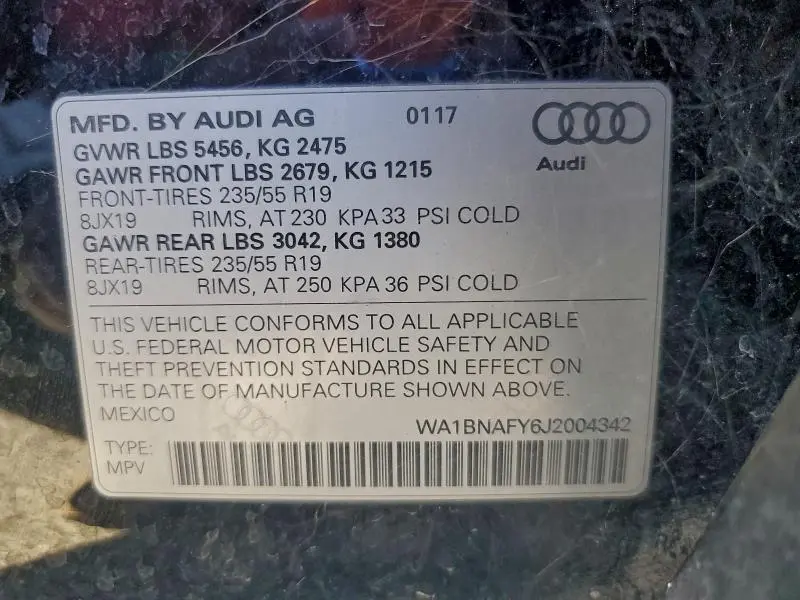 MFD. BY AUDI AG 0117
Audi
GVWR LBS 5456, KG 2475
GAWR FRONT LBS 2679, KG 1215
FRONT-TIRES 235/55 R19
8JX19 RIMS, AT 230 KPA 33 PSI COLD
GAWR REAR LBS 3042, KG 1380
REAR-TIRES 235/55 R19
8JX19 RIMS, AT 250 KPA 36 PSI COLD
THIS VEHICLE CONFORMS TO ALL APPLICABLE
U.S. FEDERAL MOTOR VEHICLE SAFETY AND
THEFT PREVENTION STANDARDS IN EFFECT ON
THE DATE OF MANUFACTURE SHOWN ABOVE.
MEXICO
WA1BNAFY6J2004342
TYPE:
MPV